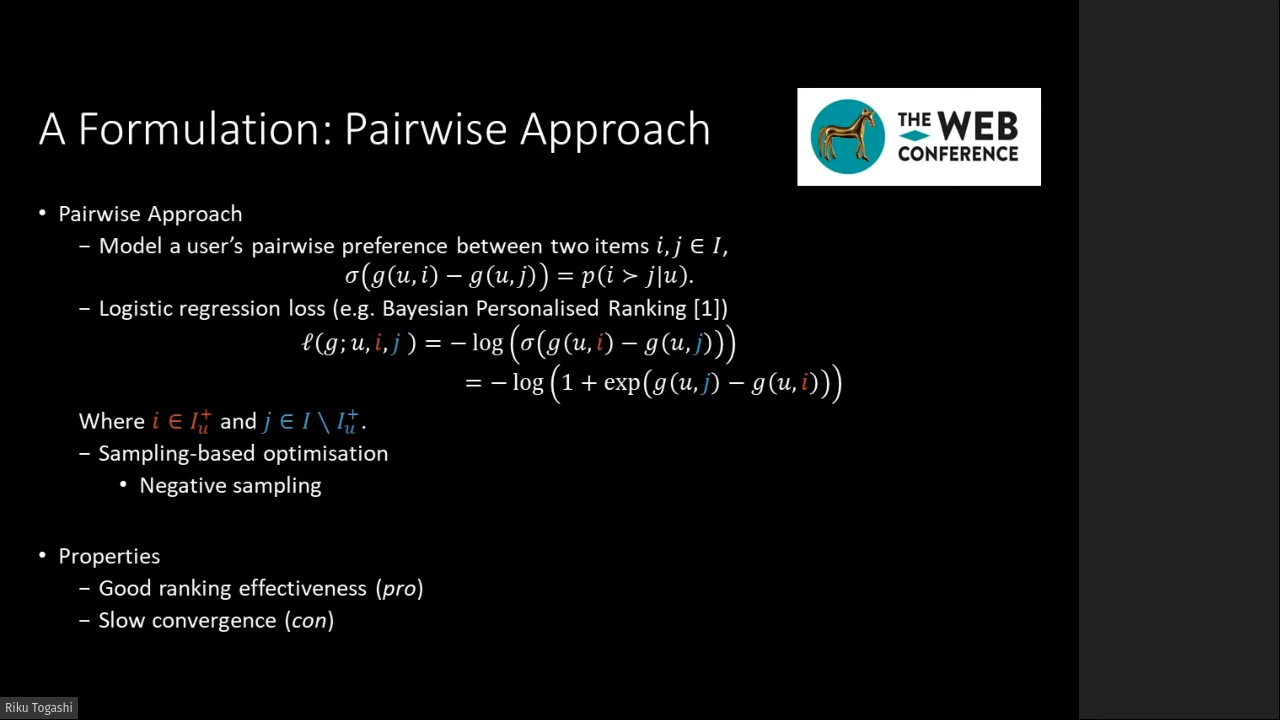 A Formulation: Pairwise Approach
THE WEB
CONFERENCE
• Pairwise Approach
− Model a user’s pairwise preference between two items i, j ∈ I,
σ(g(u, i) − g(u, j)) = p(i ≻ j|u).
− Logistic regression loss (e.g. Bayesian Personalised Ranking [1])
ℓ(g; u, i, j ) = − log (σ(g(u, i) − g(u, j)))
= − log (1 + exp(g(u, j) − g(u, i)))
Where i ∈ I_u^+ and j ∈ I \ I_u^+.
− Sampling-based optimisation
• Negative sampling
• Properties
− Good ranking effectiveness (pro)
− Slow convergence (con)
Riku Togashi